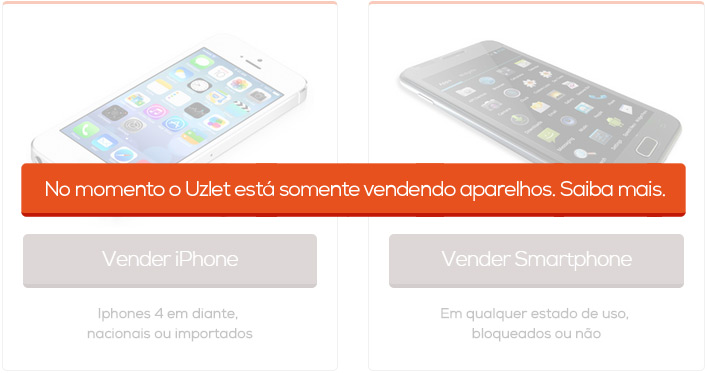 No momento o Uzlet está somente vendendo aparelhos. Saiba mais.
Vender iPhone
Iphones 4 em diante,
nacionais ou importados
Vender Smartphone
Em qualquer estado de uso,
bloqueados ou não